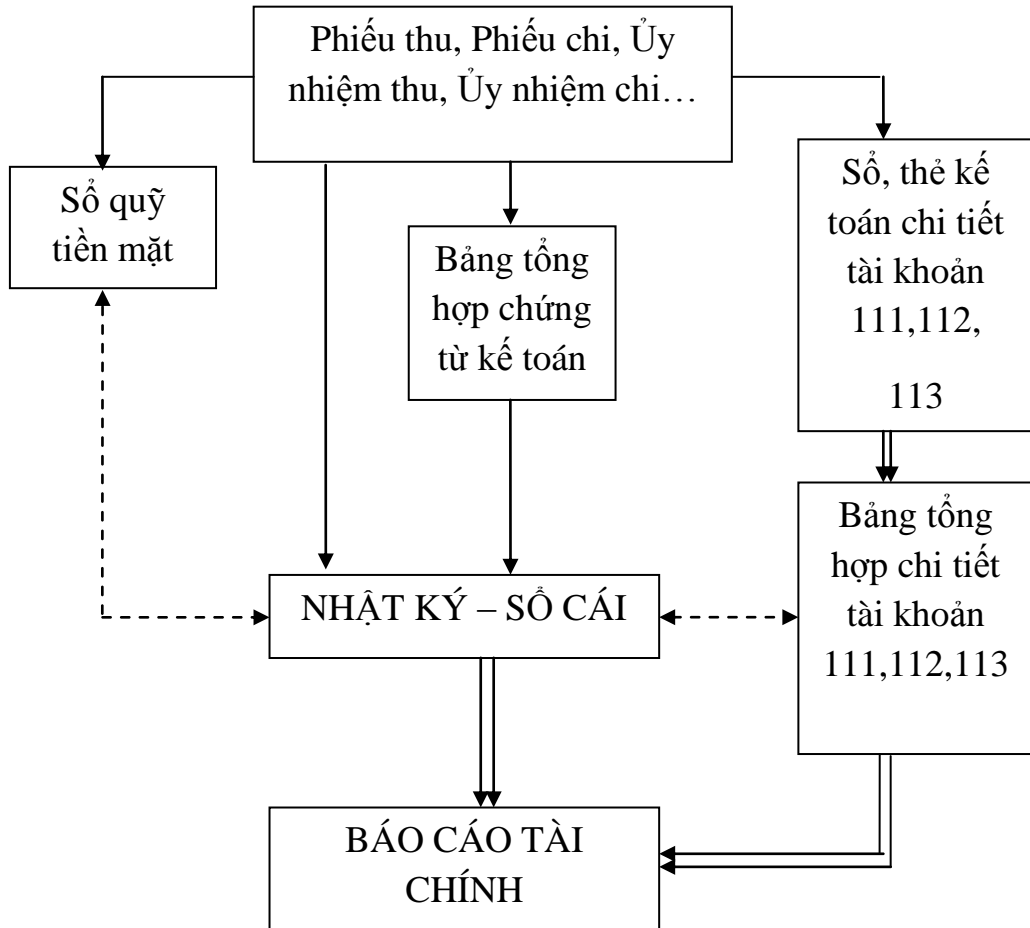 Phiếu thu, Phiếu chi, Ủy
nhiệm thu, Ủy nhiệm chi…
Sổ quỹ
tiền mặt
Bảng tổng
hợp chứng
từ kế toán
Sổ, thẻ kế
toán chi tiết
tài khoản
111,112,
113
NHẬT KÝ – SỔ CÁI
Bảng tổng
hợp chi tiết
tài khoản
111,112,113
BÁO CÁO TÀI
CHÍNH